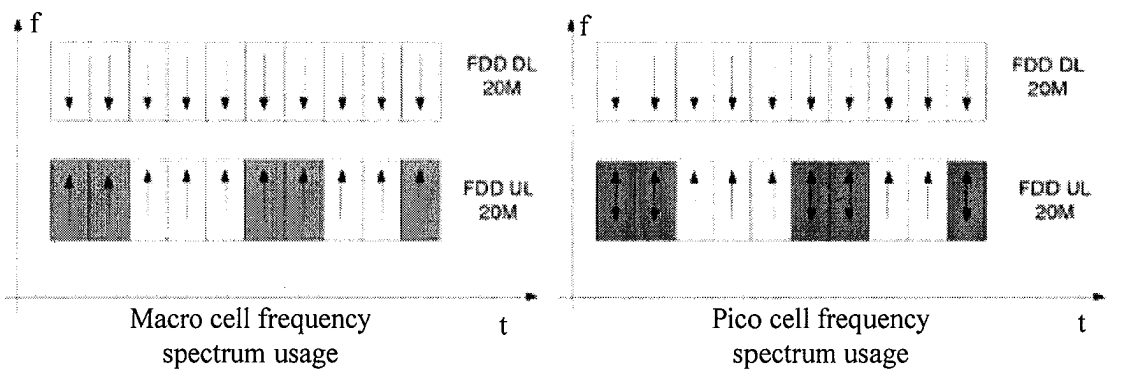 f
FDD DL
20M
FDD UL
20M
t
Macro cell frequency
spectrum usage
f
FDD DL
20M
FDD UL
20M
t
Pico cell frequency
spectrum usage